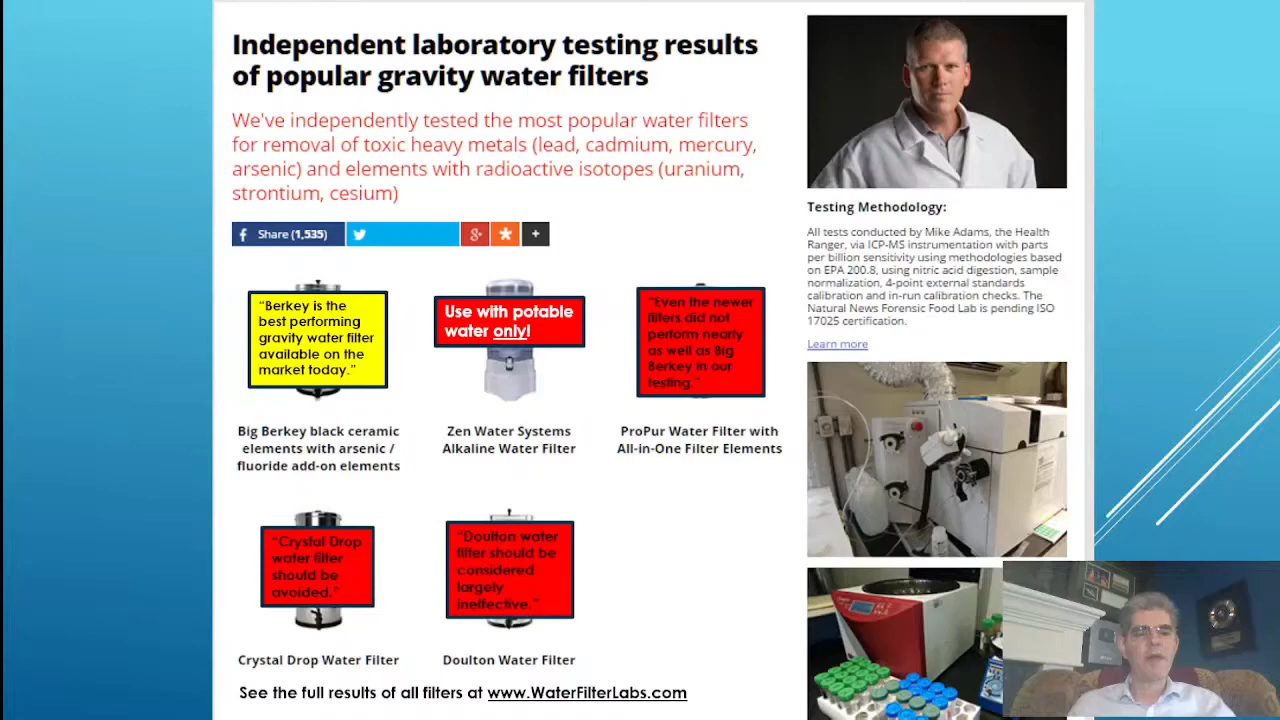 Independent laboratory testing results
of popular gravity water filters
We've independently tested the most popular water filters
for removal of toxic heavy metals (lead, cadmium, mercury,
arsenic) and elements with radioactive isotopes (uranium,
strontium, cesium)
Share (1,535)
“Berkey is the
best performing
gravity water filter
available on the
market today.”
Big Berkey black ceramic
elements with arsenic /
fluoride add-on elements
Use with potable
water only!
Zen Water Systems
Alkaline Water Filter
“Even the newer
filters did not
perform nearly
as well as Big
Berkey in our
testing.”
ProPur Water Filter with
All-in-One Filter Elements
“Crystal Drop
water filter
should be
avoided.”
Crystal Drop Water Filter
“Doulton water
filter should be
considered
largely
ineffective.”
Doulton Water Filter
See the full results of all filters at www.WaterFilterLabs.com
Testing Methodology:
All tests conducted by Mike Adams, the Health
Ranger, via ICP-MS instrumentation with parts
per billion sensitivity using methodologies based
on EPA 200.8, using nitric acid digestion, sample
normalization, 4-point external standards
calibration and in-run calibration checks. The
Natural News Forensic Food Lab is pending ISO
17025 certification.
Learn more